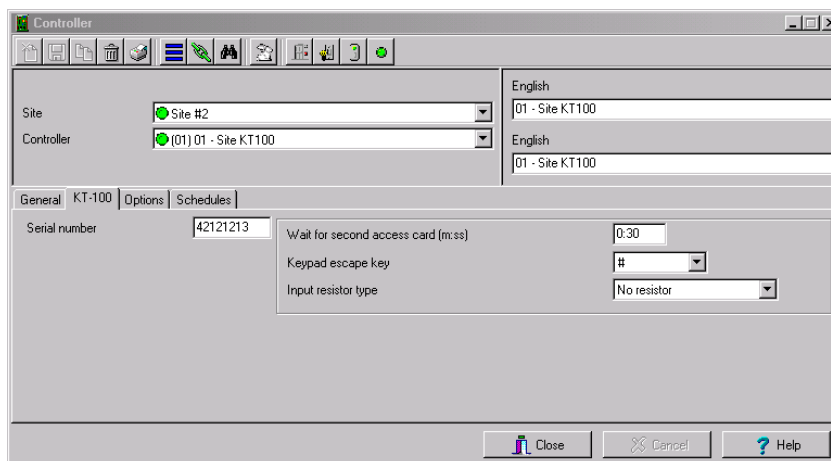 Controller
English
Site Site #2 01 - Site KT100
Controller (01) 01 - Site KT100 English
01 - Site KT100
General KT-100 Options Schedules
Serial number 42121213 Wait for second access card (m:ss) 0:30
Keypad escape key #
Input resistor type No resistor
Close Cancel ? Help